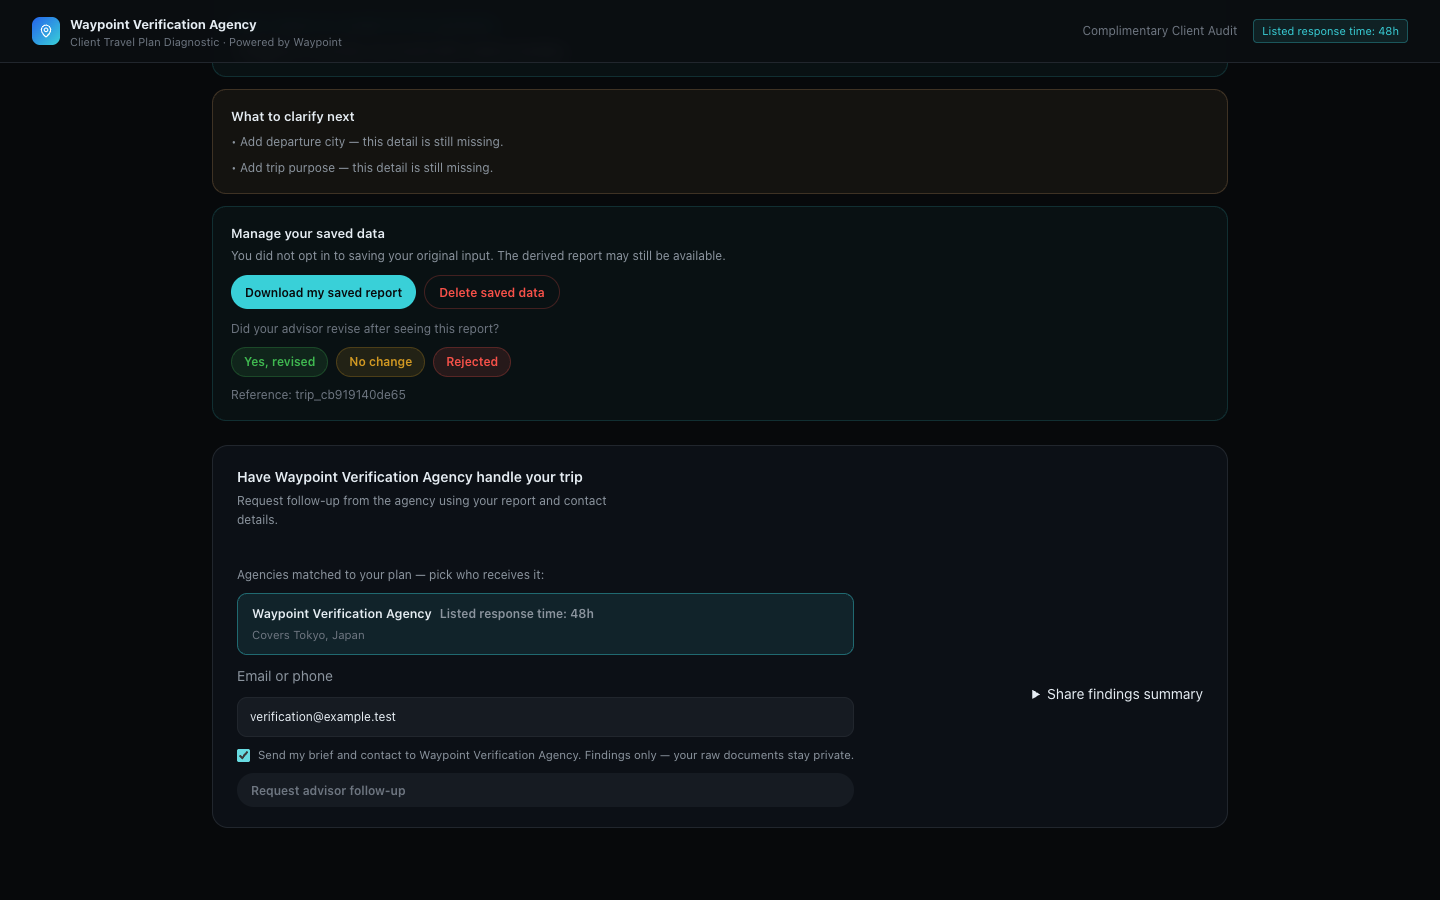 Waypoint Verification Agency
Client Travel Plan Diagnostic · Powered by Waypoint
Complimentary Client Audit
Listed response time: 48h
What to clarify next
• Add departure city — this detail is still missing.
• Add trip purpose — this detail is still missing.
Manage your saved data
You did not opt in to saving your original input. The derived report may still be available.
Download my saved report
Delete saved data
Did your advisor revise after seeing this report?
Yes, revised
No change
Rejected
Reference: trip_cb919140de65
Have Waypoint Verification Agency handle your trip
Request follow-up from the agency using your report and contact
details.
Agencies matched to your plan — pick who receives it:
Waypoint Verification Agency Listed response time: 48h
Covers Tokyo, Japan
Email or phone
Share findings summary
verification@example.test
Send my brief and contact to Waypoint Verification Agency. Findings only — your raw documents stay private.
Request advisor follow-up